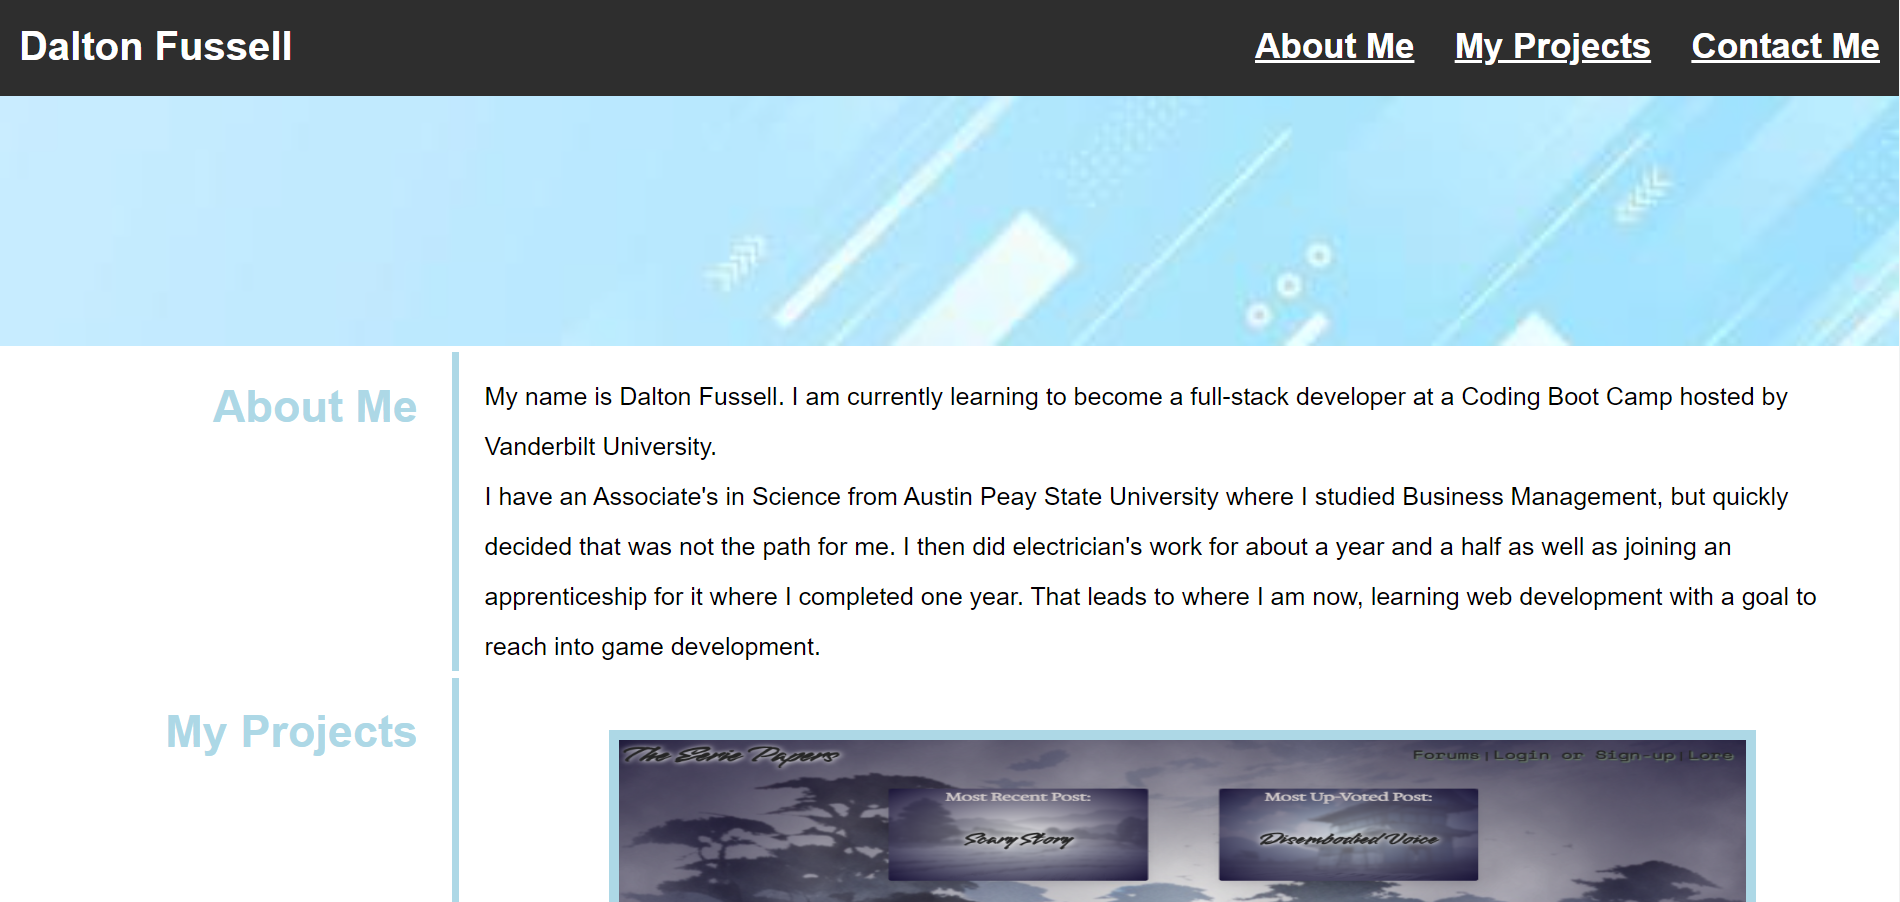 Dalton Fussell
About Me
My Projects
Contact Me
About Me
My name is Dalton Fussell. I am currently learning to become a full-stack developer at a Coding Boot Camp hosted by
Vanderbilt University.
I have an Associate's in Science from Austin Peay State University where I studied Business Management, but quickly
decided that was not the path for me. I then did electrician's work for about a year and a half as well as joining an
apprenticeship for it where I completed one year. That leads to where I am now, learning web development with a goal to
reach into game development.
My Projects
The Eerie Papers
Forums|Login or Sign-up|Lore
Most Recent Post:
Scary Story
Most Up-Voted Post:
Disembodied Voice